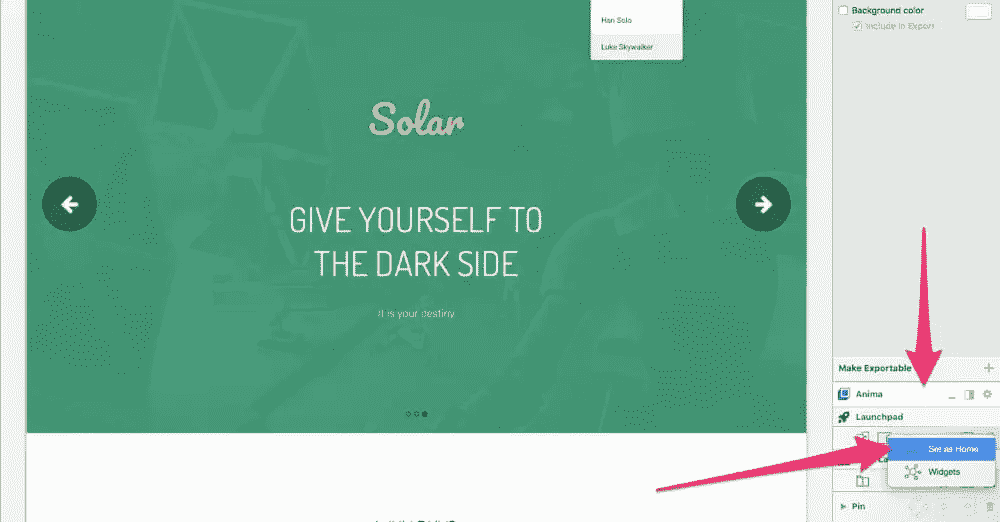 Background color
Include in Export
Han Solo
Luke Skywalker
Solar
GIVE YOURSELF TO
THE DARK SIDE
It is your destiny
Make Exportable
Anima
Launchpad
Set as Home
Widgets
Pin